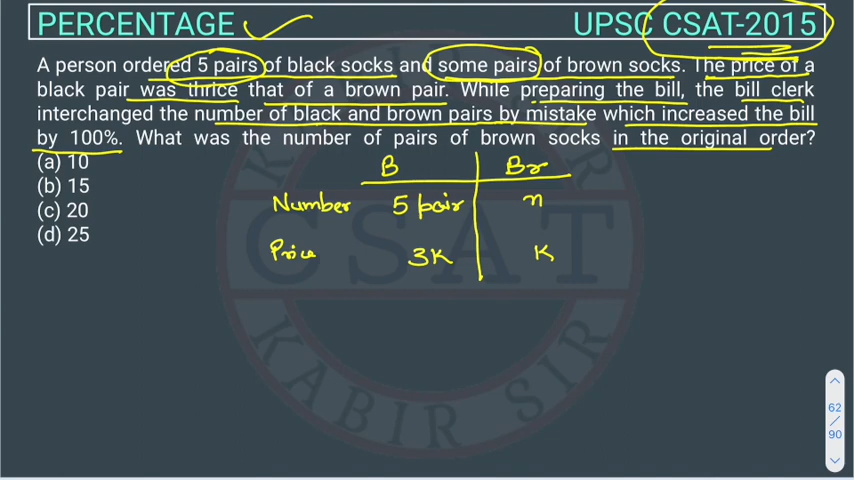 PERCENTAGE ✓ UPSC CSAT-2015
A person ordered 5 pairs of black socks and some pairs of brown socks. The price of a
black pair was thrice that of a brown pair. While preparing the bill, the bill clerk
interchanged the number of black and brown pairs by mistake which increased the bill
by 100%. What was the number of pairs of brown socks in the original order?
(a) 10
(b) 15
(c) 20
(d) 25
B Br
Number 5 pair n
Price 3K K
CSAT
KABIR SIR
62
/
90